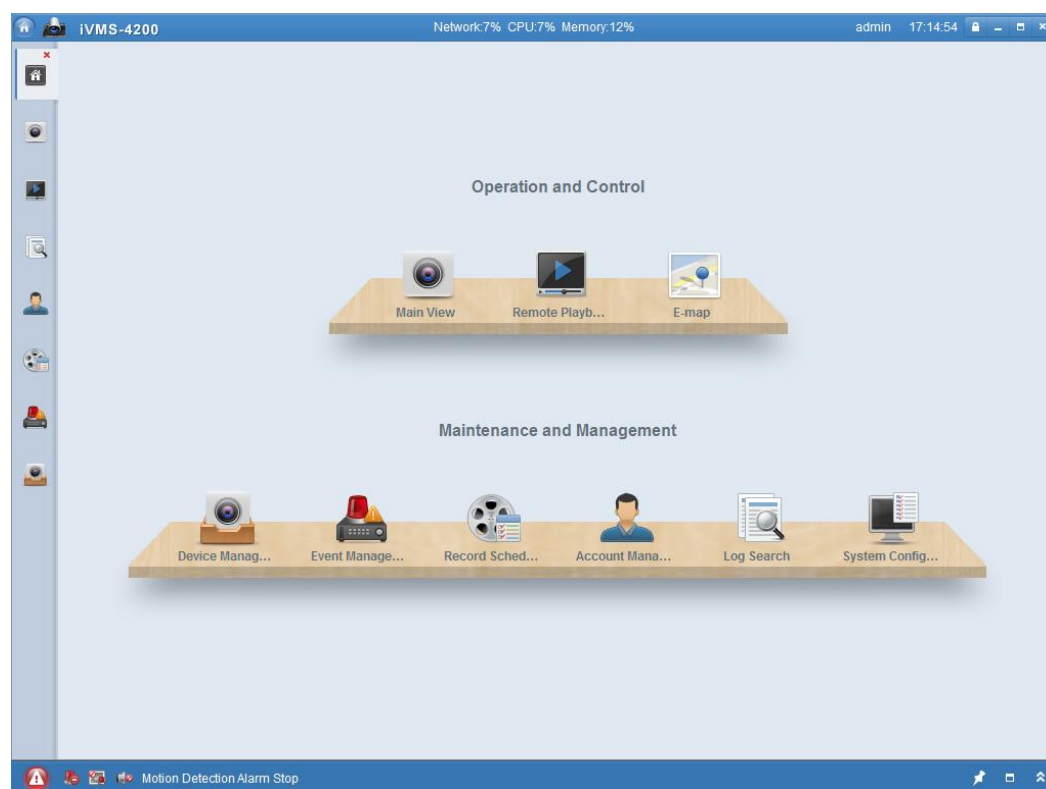 iVMS-4200 Network:7% CPU:7% Memory:12% admin 17:14:54
Operation and Control
Main View Remote Playb... E-map
Maintenance and Management
Device Manag... Event Manage... Record Sched... Account Mana... Log Search System Config...
Motion Detection Alarm Stop